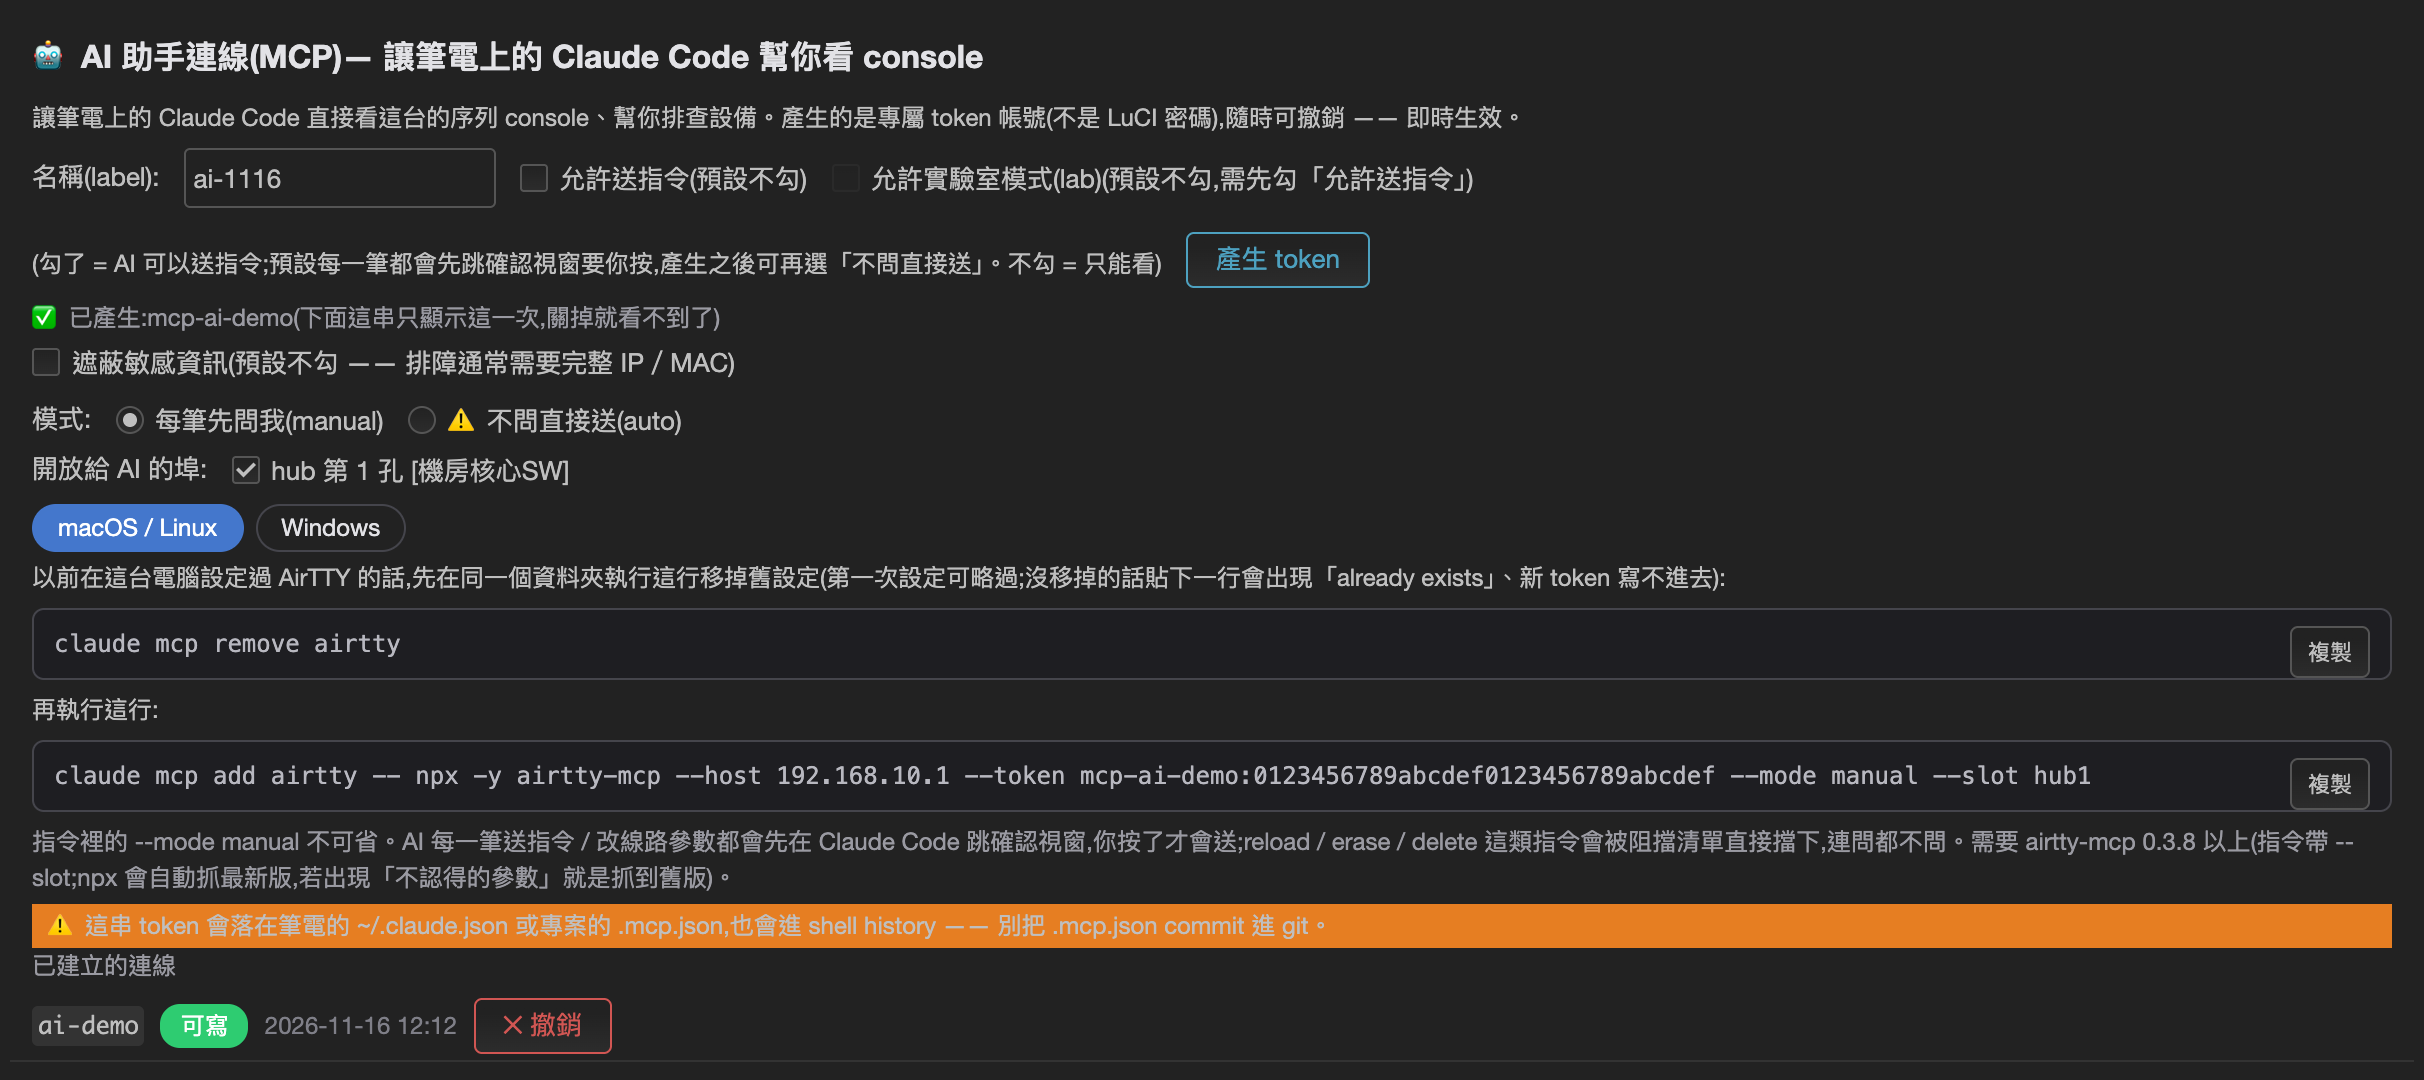 AI 助手連線(MCP)— 讓筆電上的 Claude Code 幫你看 console
讓筆電上的 Claude Code 直接看這台的序列 console、幫你排查設備。產生的是專屬 token 帳號(不是 LuCI 密碼),隨時可撤銷 —— 即時生效。
名稱(label): ai-1116 允許送指令(預設不勾) 允許實驗室模式(lab)(預設不勾,需先勾「允許送指令」)
(勾了 = AI 可以送指令;預設每一筆都會先跳確認視窗要你按,產生之後可再選「不問直接送」。不勾 = 只能看) 產生 token
已產生:mcp-ai-demo(下面這串只顯示這一次,關掉就看不到了)
遮蔽敏感資訊(預設不勾 —— 排障通常需要完整 IP / MAC)
模式: 每筆先問我(manual) 不問直接送(auto)
開放給 AI 的埠: hub 第 1 孔 [機房核心SW]
macOS / Linux Windows
以前在這台電腦設定過 AirTTY 的話,先在同一個資料夾執行這行移掉舊設定(第一次設定可略過;沒移掉的話貼下一行會出現「already exists」、新 token 寫不進去):
claude mcp remove airtty 複製
再執行這行:
claude mcp add airtty -- npx -y airtty-mcp --host 192.168.10.1 --token mcp-ai-demo:0123456789abcdef0123456789abcdef --mode manual --slot hub1 複製
指令裡的 --mode manual 不可省。AI 每一筆送指令 / 改線路參數都會先在 Claude Code 跳確認視窗,你按了才會送;reload / erase / delete 這類指令會被阻擋清單直接擋下,連問都不問。需要 airtty-mcp 0.3.8 以上(指令帶 --
slot;npx 會自動抓最新版,若出現「不認得的參數」就是抓到舊版)。
這串 token 會落在筆電的 ~/.claude.json 或專案的 .mcp.json,也會進 shell history —— 別把 .mcp.json commit 進 git。
已建立的連線
ai-demo 可寫 2026-11-16 12:12 ✕ 撤銷